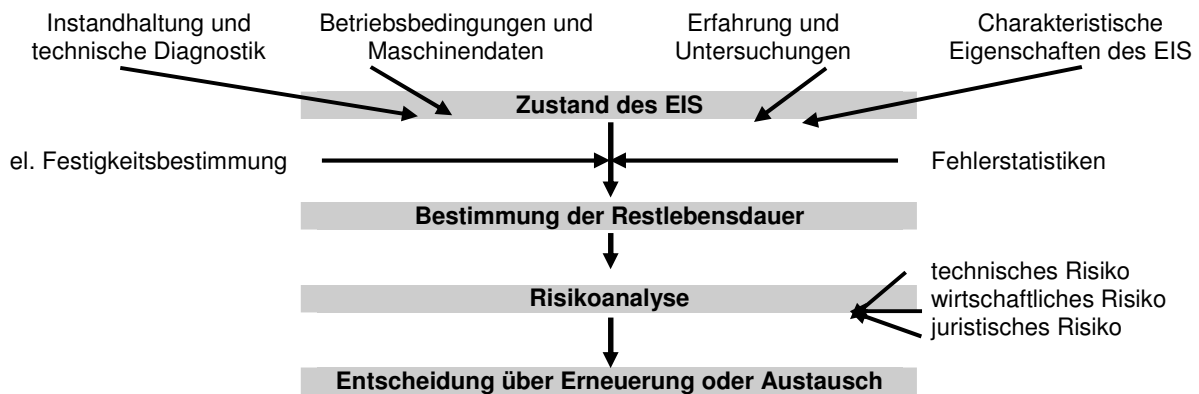 Instandhaltung und
technische Diagnostik
Betriebsbedingungen und
Maschinendaten
Erfahrung und
Untersuchungen
Charakteristische
Eigenschaften des EIS
Zustand des EIS
el. Festigkeitsbestimmung
Fehlerstatistiken
Bestimmung der Restlebensdauer
Risikoanalyse
technisches Risiko
wirtschaftliches Risiko
juristisches Risiko
Entscheidung über Erneuerung oder Austausch